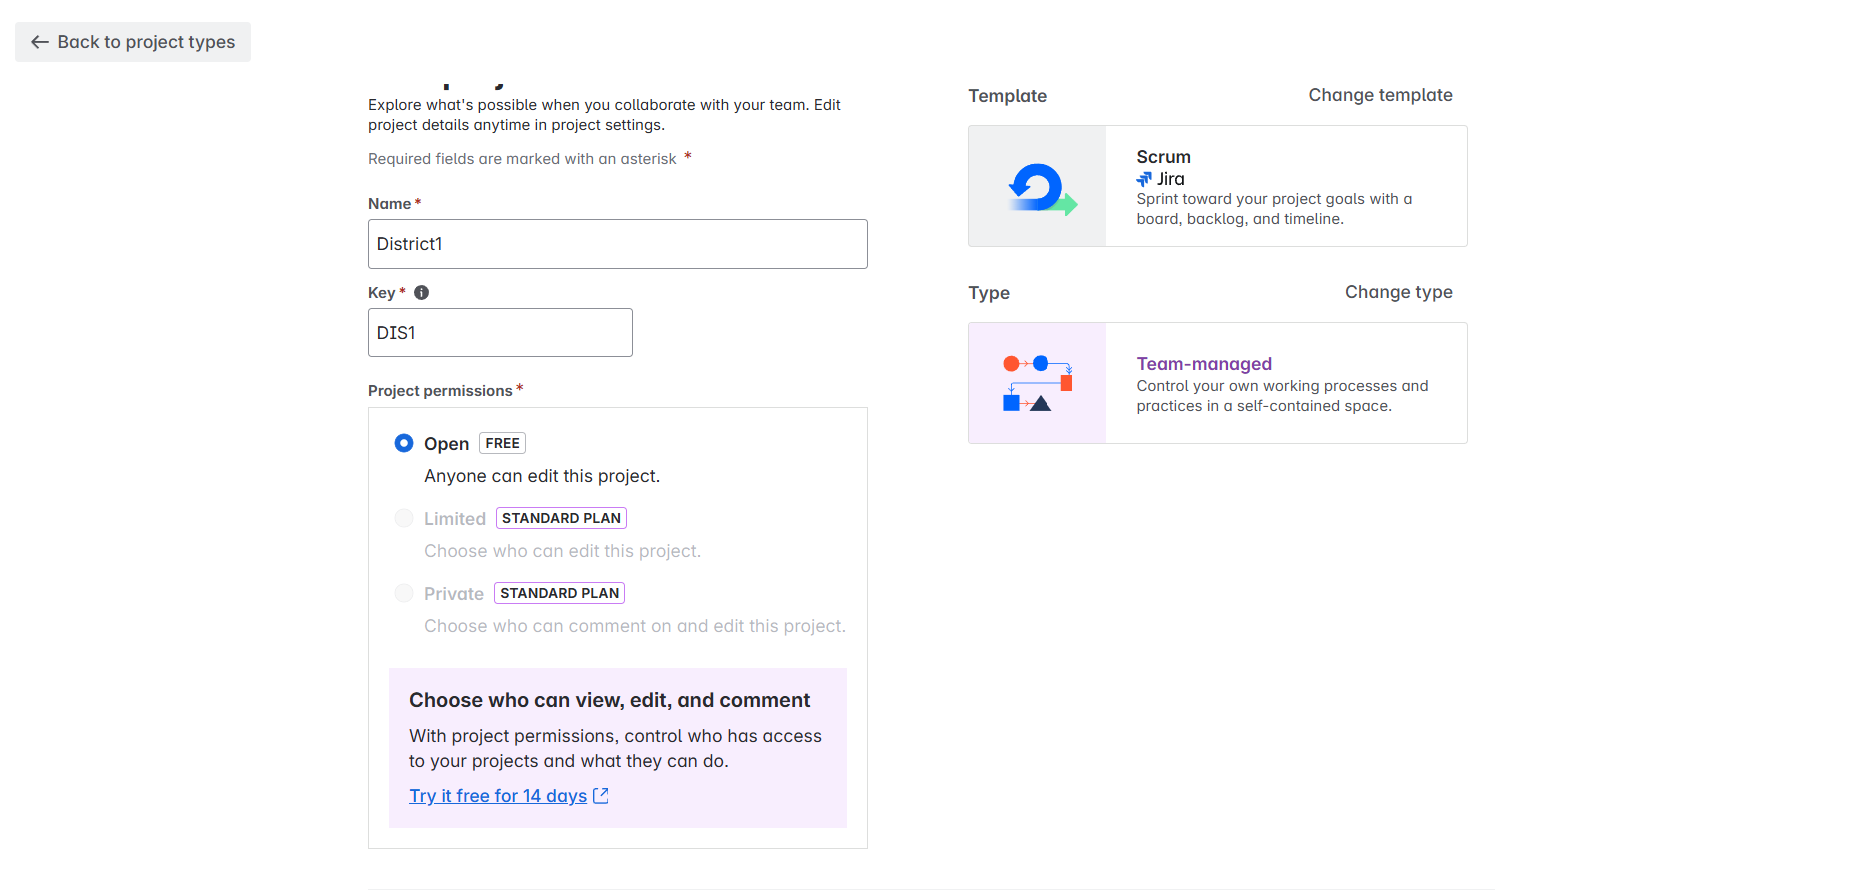 Back to project types
Explore what's possible when you collaborate with your team. Edit
project details anytime in project settings.
Required fields are marked with an asterisk *
Name *
District1
Key *
DIS1
Project permissions *
Open FREE
Anyone can edit this project.
Limited STANDARD PLAN
Choose who can edit this project.
Private STANDARD PLAN
Choose who can comment on and edit this project.
Choose who can view, edit, and comment
With project permissions, control who has access
to your projects and what they can do.
Try it free for 14 days
Template Change template
Scrum
Jira
Sprint toward your project goals with a
board, backlog, and timeline.
Type Change type
Team-managed
Control your own working processes and
practices in a self-contained space.